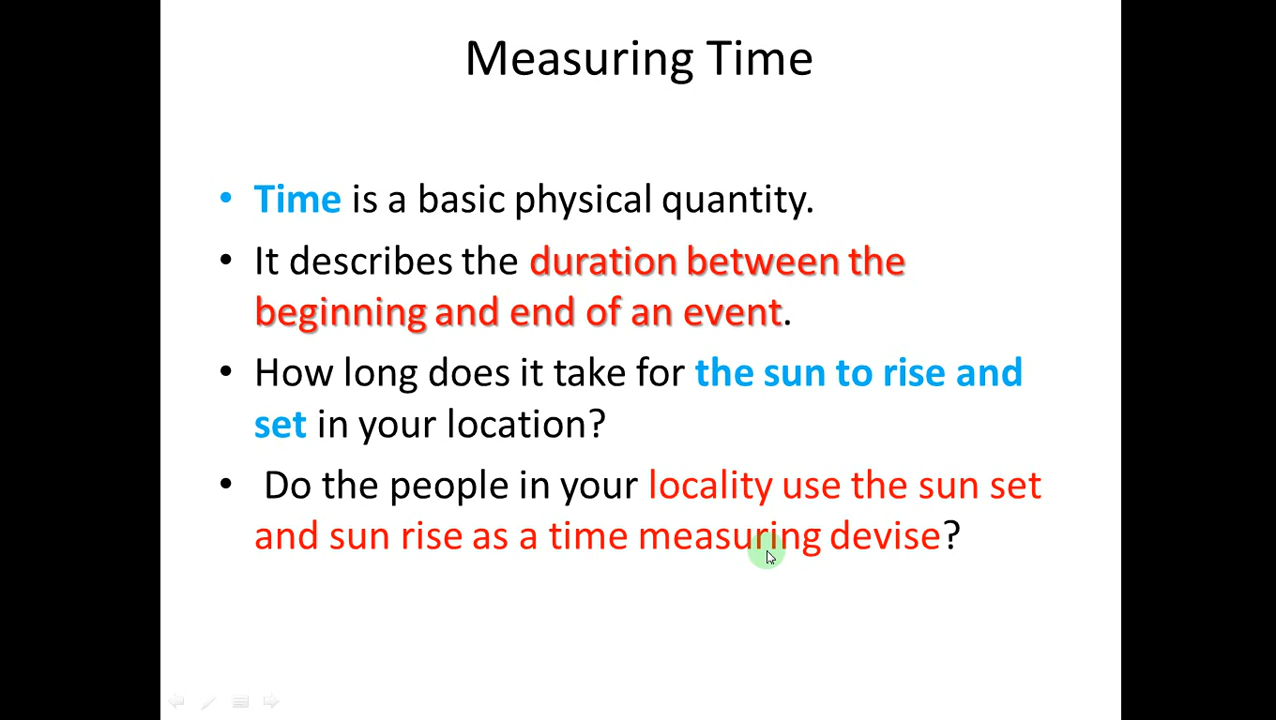 Measuring Time
• Time is a basic physical quantity.
• It describes the duration between the
beginning and end of an event.
• How long does it take for the sun to rise and
set in your location?
• Do the people in your locality use the sun set
and sun rise as a time measuring devise?